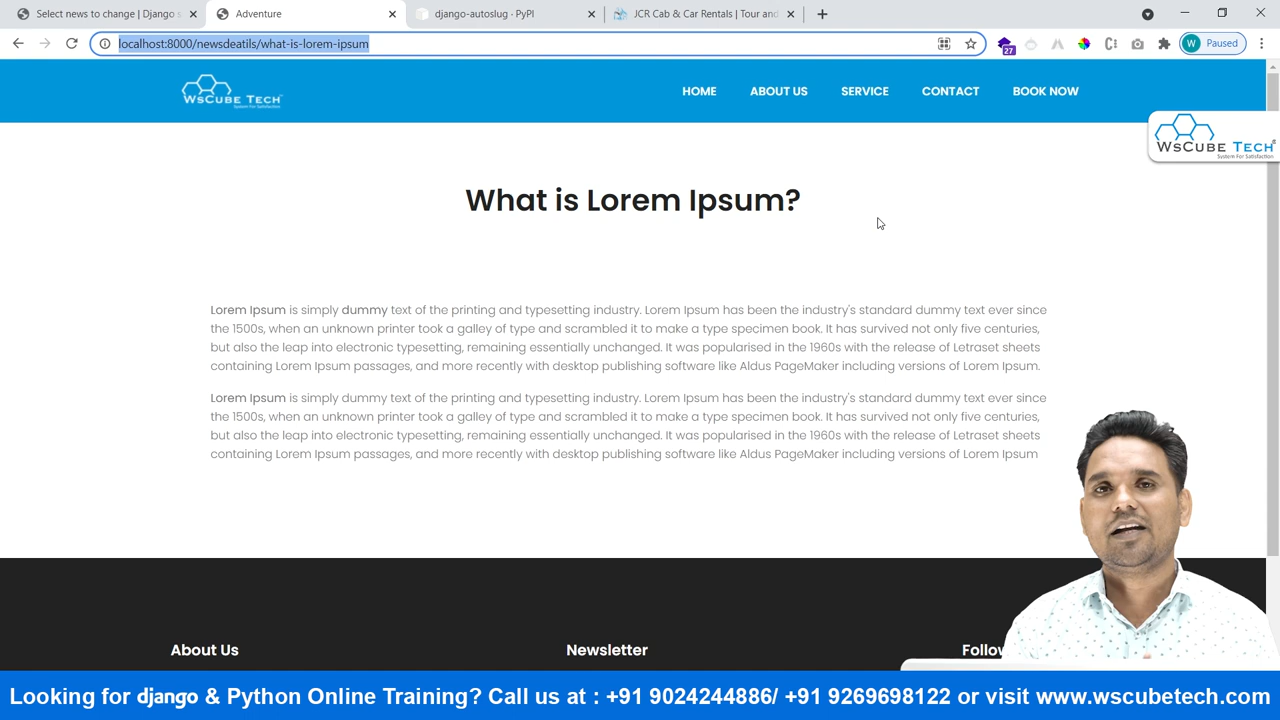 Select news to change | Django s
Adventure
django-autoslug · PyPI
JCR Cab & Car Rentals | Tour and
localhost:8000/newsdeatils/what-is-lorem-ipsum
27
W
Paused
WsCube Tech
System For Satisfaction
HOME
ABOUT US
SERVICE
CONTACT
BOOK NOW
WsCube Tech®
System For Satisfaction
What is Lorem Ipsum?
Lorem Ipsum is simply dummy text of the printing and typesetting industry. Lorem Ipsum has been the industry's standard dummy text ever since
the 1500s, when an unknown printer took a galley of type and scrambled it to make a type specimen book. It has survived not only five centuries,
but also the leap into electronic typesetting, remaining essentially unchanged. It was popularised in the 1960s with the release of Letraset sheets
containing Lorem Ipsum passages, and more recently with desktop publishing software like Aldus PageMaker including versions of Lorem Ipsum.
Lorem Ipsum is simply dummy text of the printing and typesetting industry. Lorem Ipsum has been the industry's standard dummy text ever since
the 1500s, when an unknown printer took a galley of type and scrambled it to make a type specimen book. It has survived not only five centuries,
but also the leap into electronic typesetting, remaining essentially unchanged. It was popularised in the 1960s with the release of Letraset sheets
containing Lorem Ipsum passages, and more recently with desktop publishing software like Aldus PageMaker including versions of Lorem Ipsum
About Us
Newsletter
Follow
Looking for django & Python Online Training? Call us at : +91 9024244886/ +91 9269698122 or visit www.wscubetech.com